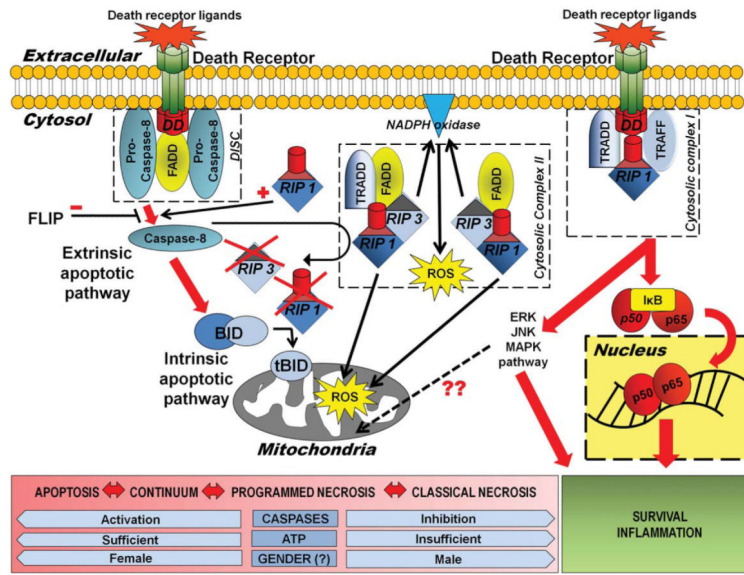 Death receptor ligands
Death receptor ligands
Extracellular
Death Receptor
Death Receptor
Cytosol
DD
Pro-
Caspase-8
FADD
Pro-
Caspase-8
DISC
NADPH oxidase
DD
TRADD
TRAFF
RIP 1
Cytosolic complex I
FLIP
–
+
RIP 1
Caspase-8
Extrinsic
apoptotic
pathway
RIP 3
RIP 1
TRADD
FADD
RIP 3
RIP 1
FADD
RIP 3
RIP 1
ROS
Cytosolic Complex II
BID
Intrinsic
apoptotic
pathway
tBID
ROS
Mitochondria
ERK
JNK
MAPK
pathway
??
IκB
p50
p65
Nucleus
p50
p65
APOPTOSIS CONTINUUM PROGRAMMED NECROSIS CLASSICAL NECROSIS
Activation CASPASES Inhibition
Sufficient ATP Insufficient
Female GENDER (?) Male
SURVIVAL
INFLAMMATION